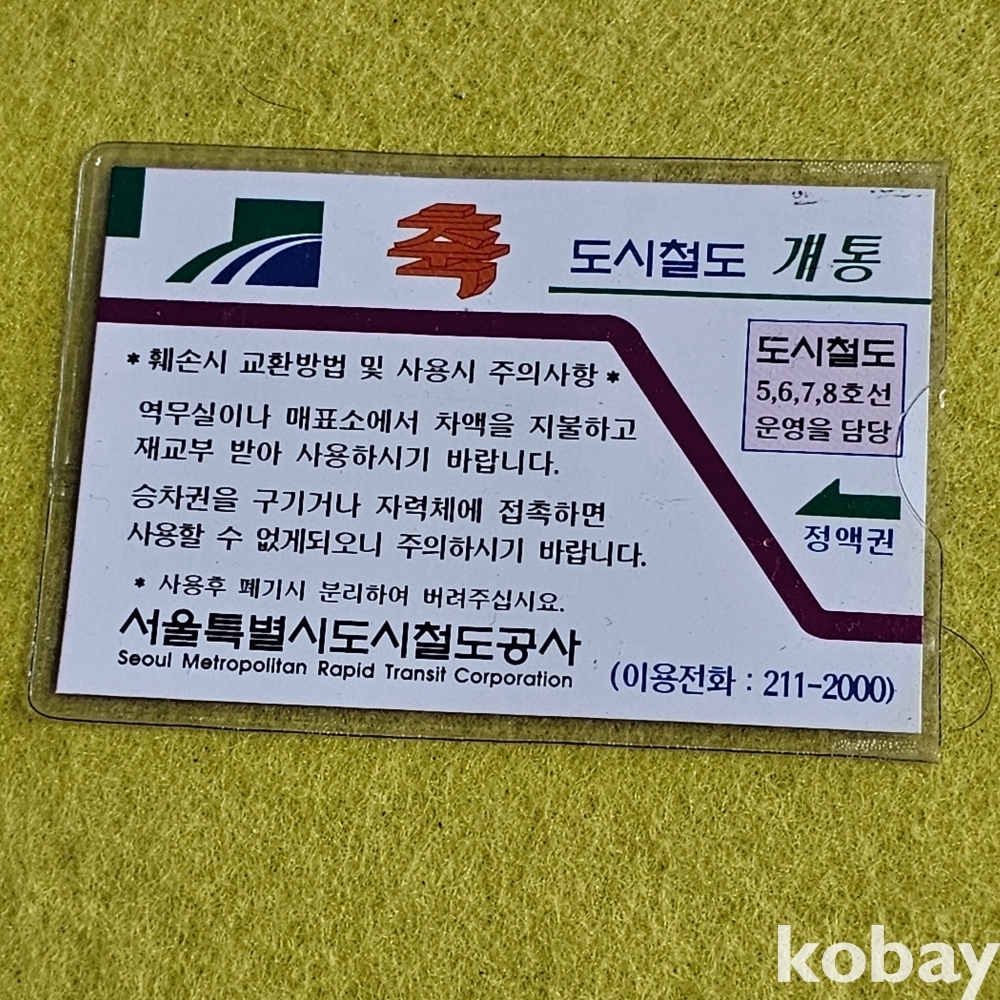 축 도시철도 개통
* 훼손시 교환방법 및 사용시 주의사항 *
역무실이나 매표소에서 차액을 지불하고
재교부 받아 사용하시기 바랍니다.
승차권을 구기거나 자력체에 접촉하면
사용할 수 없게되오니 주의하시기 바랍니다.
* 사용후 폐기시 분리하여 버려주십시요.
서울특별시도시철도공사
Seoul Metropolitan Rapid Transit Corporation
(이용전화 : 211-2000)
도시철도
5,6,7,8호선
운영을 담당
정액권
kobay